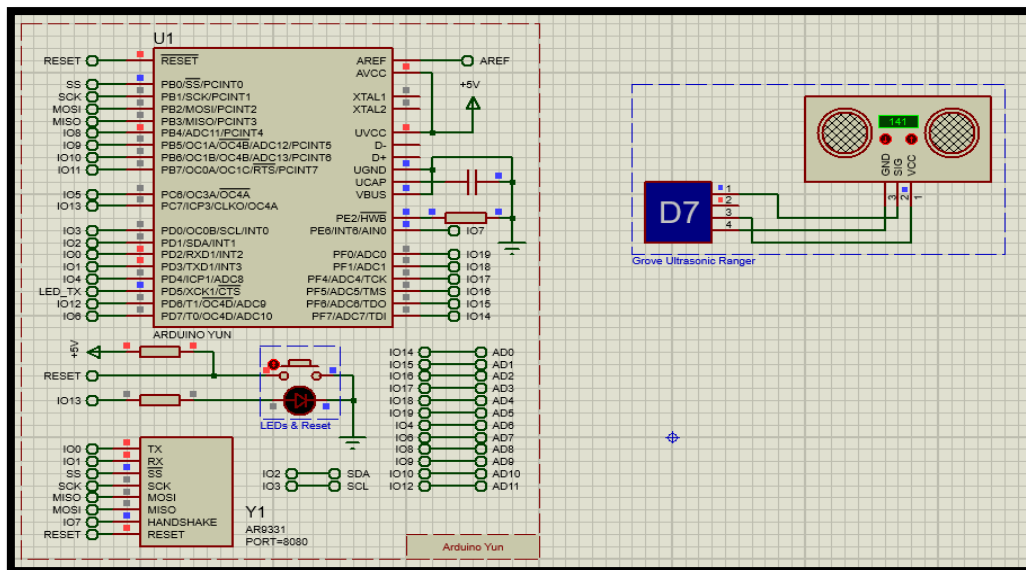 U1
RESET
SS
SCK
MOSI
MISO
IO8
IO9
IO10
IO11
IO5
IO13
IO3
IO2
IO0
IO1
IO4
LED_TX
IO12
IO6
RESET
PB0/SS/PCINT0
PB1/SCK/PCINT1
PB2/MOSI/PCINT2
PB3/MISO/PCINT3
PB4/ADC11/PCINT4
PB5/OC1A/OC4B/ADC12/PCINT5
PB6/OC1B/OC4B/ADC13/PCINT6
PB7/OC0A/OC1C/RTS/PCINT7
PC6/OC3A/OC4A
PC7/ICP3/CLKO/OC4A
PD0/OC0B/SCL/INT0
PD1/SDA/INT1
PD2/RXD1/INT2
PD3/TXD1/INT3
PD4/ICP1/ADC8
PD5/XCK1/CTS
PD6/T1/OC4D/ADC9
PD7/T0/OC4D/ADC10
AREF
AVCC
XTAL1
XTAL2
UVCC
D-
D+
UGND
UCAP
VBUS
PE2/HWB
PE6/INT6/AIN0
PF0/ADC0
PF1/ADC1
PF4/ADC4/TCK
PF5/ADC5/TMS
PF6/ADC6/TDO
PF7/ADC7/TDI
AREF
+5V
IO7
IO19
IO18
IO17
IO16
IO15
IO14
ARDUINO YUN
+5V
RESET
IO13
LEDs & Reset
IO14 AD0
IO15 AD1
IO16 AD2
IO17 AD3
IO18 AD4
IO19 AD5
IO4 AD6
IO6 AD7
IO8 AD8
IO9 AD9
IO10 AD10
IO12 AD11
IO0 TX
IO1 RX
SS SS
SCK SCK
MISO MOSI
MOSI MISO
IO7 HANDSHAKE
RESET RESET
Y1
AR9331
PORT=8080
IO2 SDA
IO3 SCL
Arduino Yun
141
GND
SIG
VCC
3
2
1
D7
1
2
3
4
Grove Ultrasonic Ranger